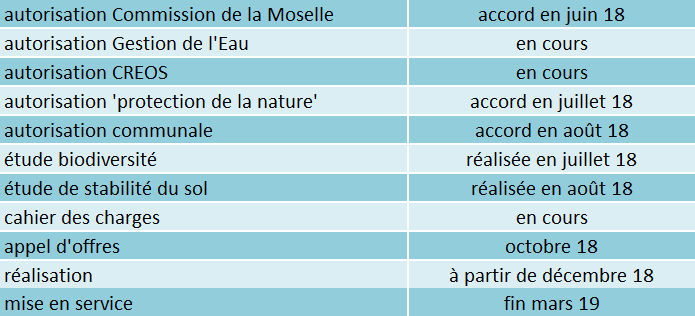 autorisation Commission de la Moselle accord en juin 18
autorisation Gestion de l'Eau en cours
autorisation CREOS en cours
autorisation 'protection de la nature' accord en juillet 18
autorisation communale accord en août 18
étude biodiversité réalisée en juillet 18
étude de stabilité du sol réalisée en août 18
cahier des charges en cours
appel d'offres octobre 18
réalisation à partir de décembre 18
mise en service fin mars 19